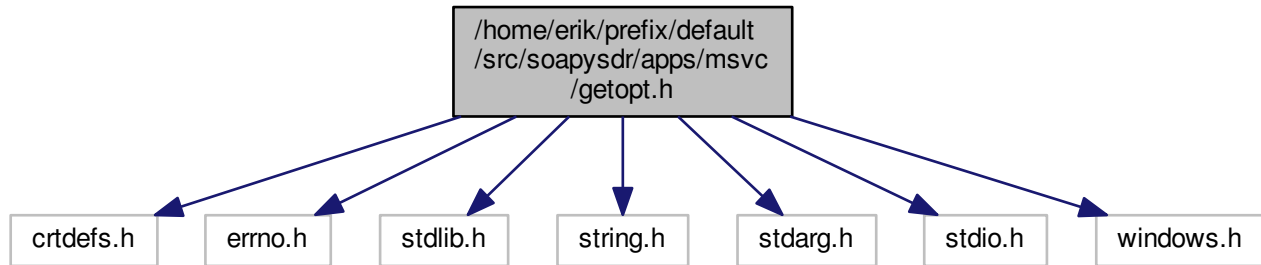 /home/erik/prefix/default
/src/soapysdr/apps/msvc
/getopt.h
crtdefs.h
errno.h
stdlib.h
string.h
stdarg.h
stdio.h
windows.h